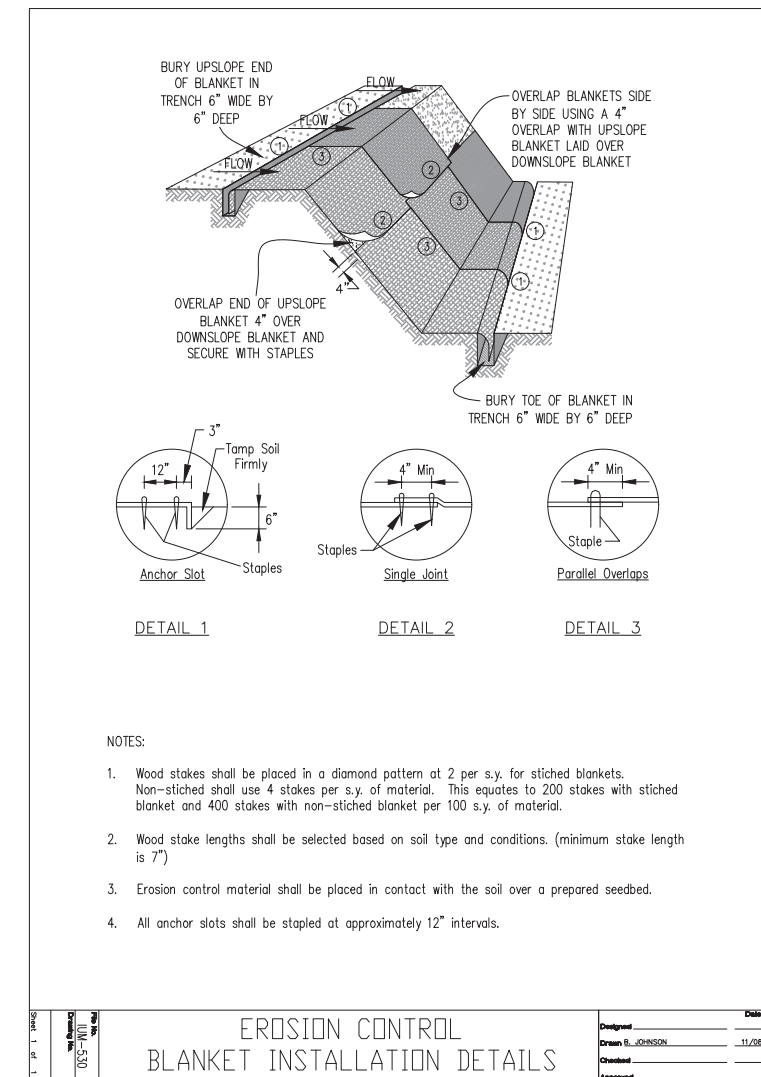 BURY UPSLOPE END
OF BLANKET IN
TRENCH 6" WIDE BY
6" DEEP
FLOW
FLOW
FLOW
1
1
3
2
2
3
3
1
1
OVERLAP BLANKETS SIDE
BY SIDE USING A 4"
OVERLAP WITH UPSLOPE
BLANKET LAID OVER
DOWNSLOPE BLANKET
4"
OVERLAP END OF UPSLOPE
BLANKET 4" OVER
DOWNSLOPE BLANKET AND
SECURE WITH STAPLES
BURY TOE OF BLANKET IN
TRENCH 6" WIDE BY 6" DEEP
3"
12"
Tamp Soil
Firmly
6"
Staples
Anchor Slot
DETAIL 1
4" Min
Staples
Single Joint
DETAIL 2
4" Min
Staple
Parallel Overlaps
DETAIL 3
NOTES:
1. Wood stakes shall be placed in a diamond pattern at 2 per s.y. for stiched blankets.
Non-stiched shall use 4 stakes per s.y. of material. This equates to 200 stakes with stiched
blanket and 400 stakes with non-stiched blanket per 100 s.y. of material.
2. Wood stake lengths shall be selected based on soil type and conditions. (minimum stake length
is 7")
3. Erosion control material shall be placed in contact with the soil over a prepared seedbed.
4. All anchor slots shall be stapled at approximately 12" intervals.
Sheet 1 of 1
Drawing No.
IUM-530
File No.
EROSION CONTROL
BLANKET INSTALLATION DETAILS
Date
Designed
Drawn B. JOHNSON 11/08
Checked
Approved